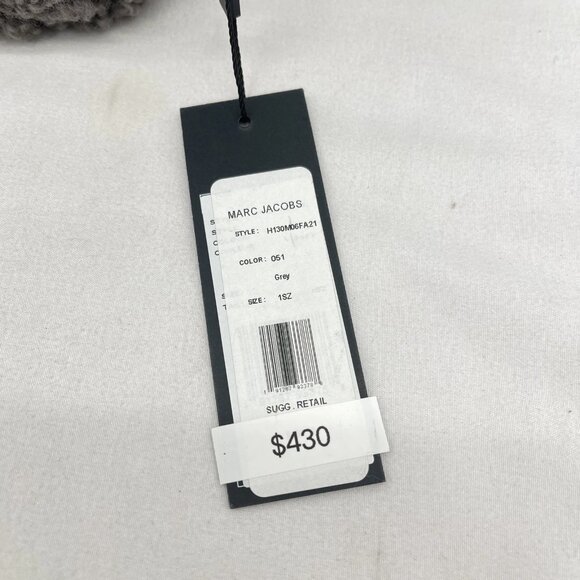 MARC JACOBS
STYLE: H130M06FA21
COLOR: 051
Grey
SIZE: 1SZ
SUGG. RETAIL
$430